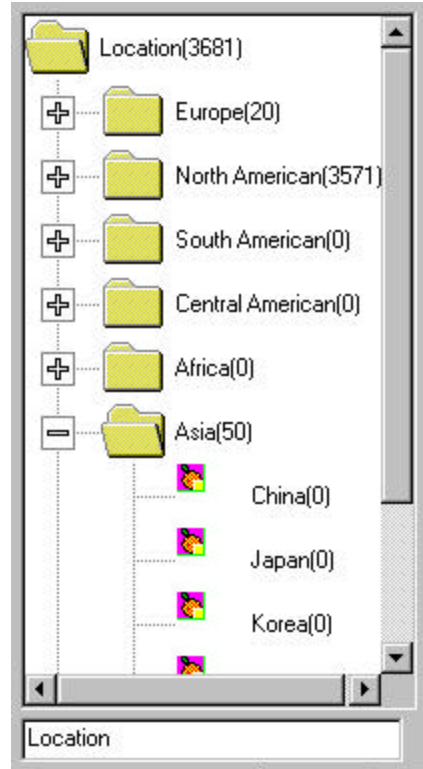 Location(3681)
Europe(20)
North American(3571)
South American(0)
Central American(0)
Africa(0)
Asia(50)
China(0)
Japan(0)
Korea(0)
Location